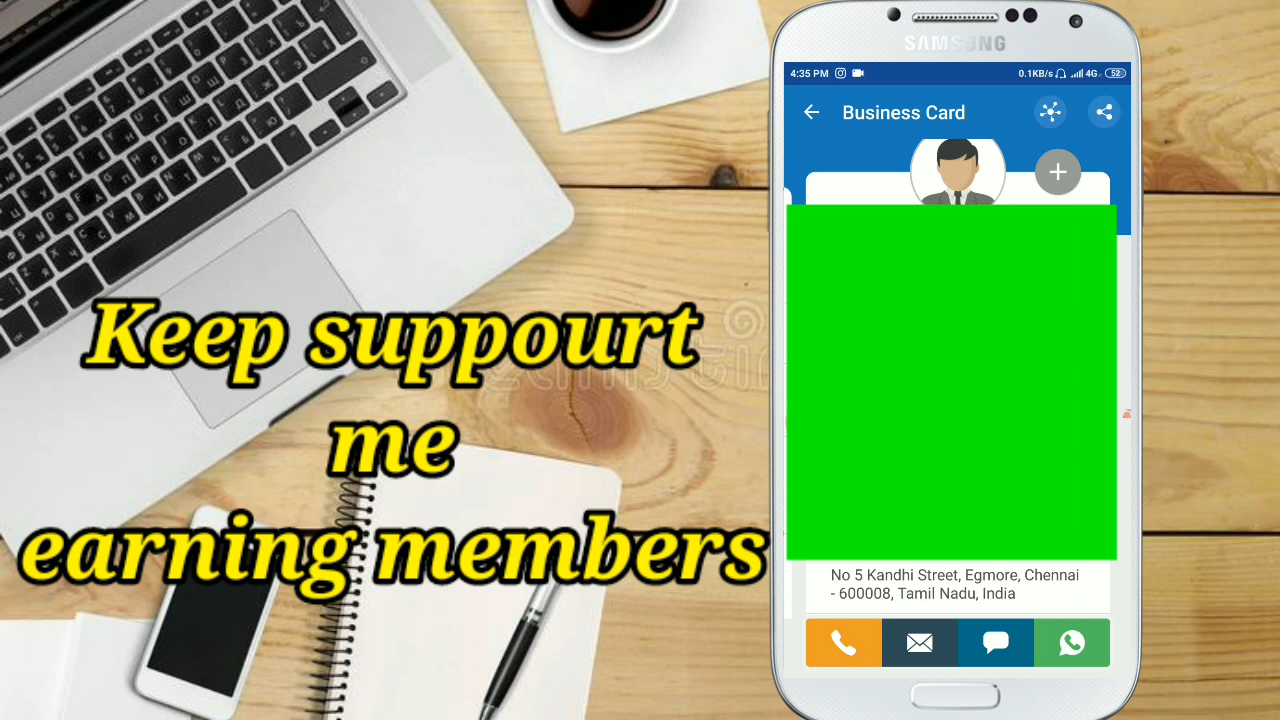 SAMSUNG
4:35 PM
0.1KB/s 4G 52
Business Card
Keep suppourt
me
earning members
No 5 Kandhi Street, Egmore, Chennai
- 600008, Tamil Nadu, India